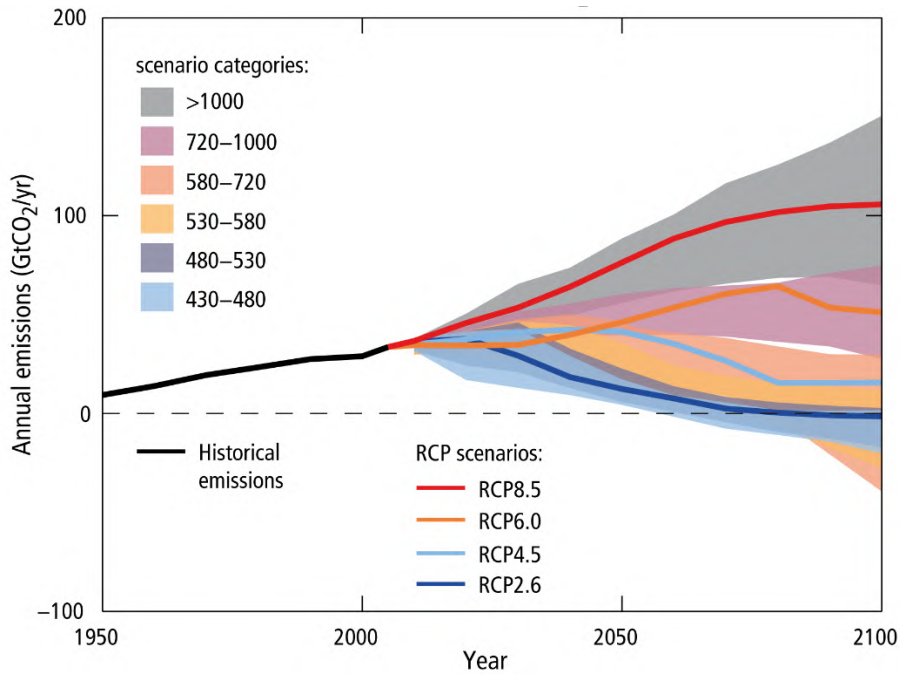 200
scenario categories:
>1000
720–1000
580–720
530–580
480–530
430–480
100
Annual emissions (GtCO₂/yr)
0
Historical
emissions
RCP scenarios:
RCP8.5
RCP6.0
RCP4.5
RCP2.6
–100
1950
2000
2050
2100
Year